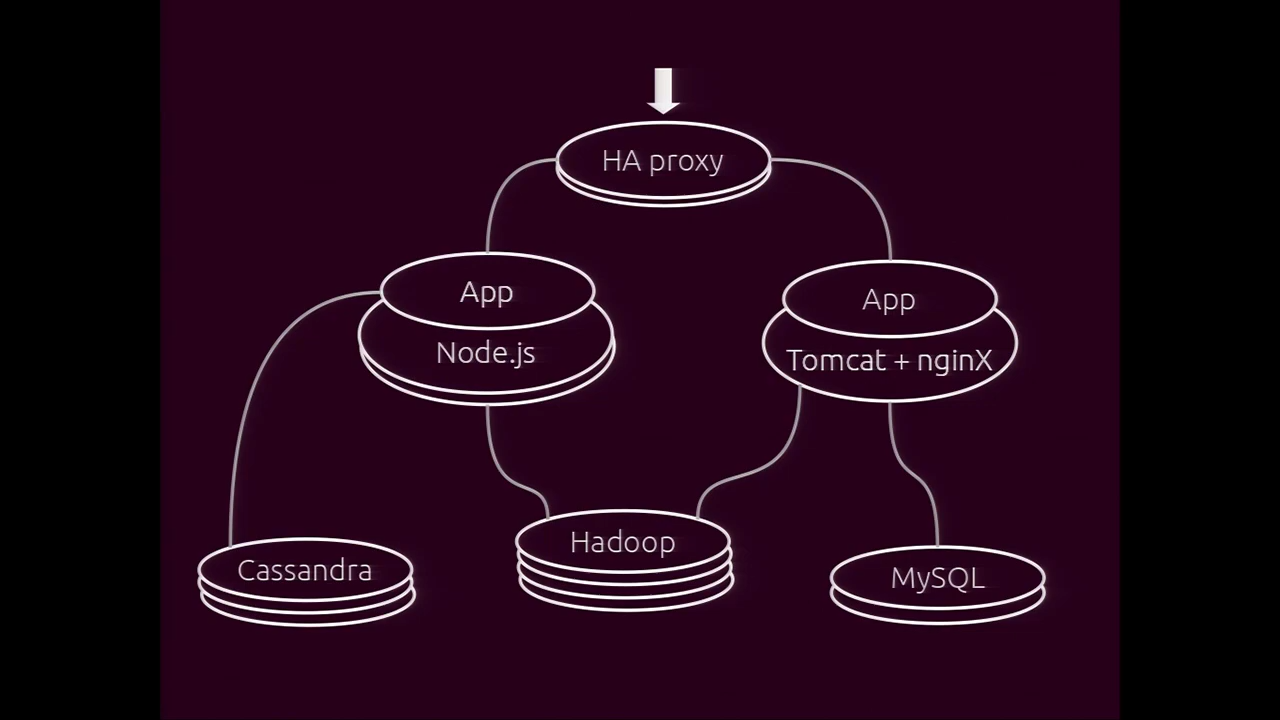 HA proxy
App
Node.js
App
Tomcat + nginX
Cassandra
Hadoop
MySQL